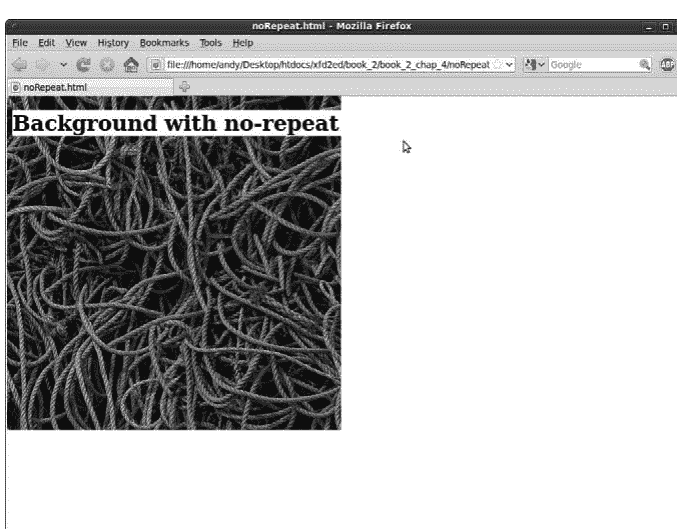 noRepeat.html - Mozilla Firefox
File Edit View History Bookmarks Tools Help
file:///home/andy/Desktop/htdocs/xfd2ed/book_2/book_2_chap_4/noRepeat
Google
ABP
noRepeat.html
Background with no-repeat